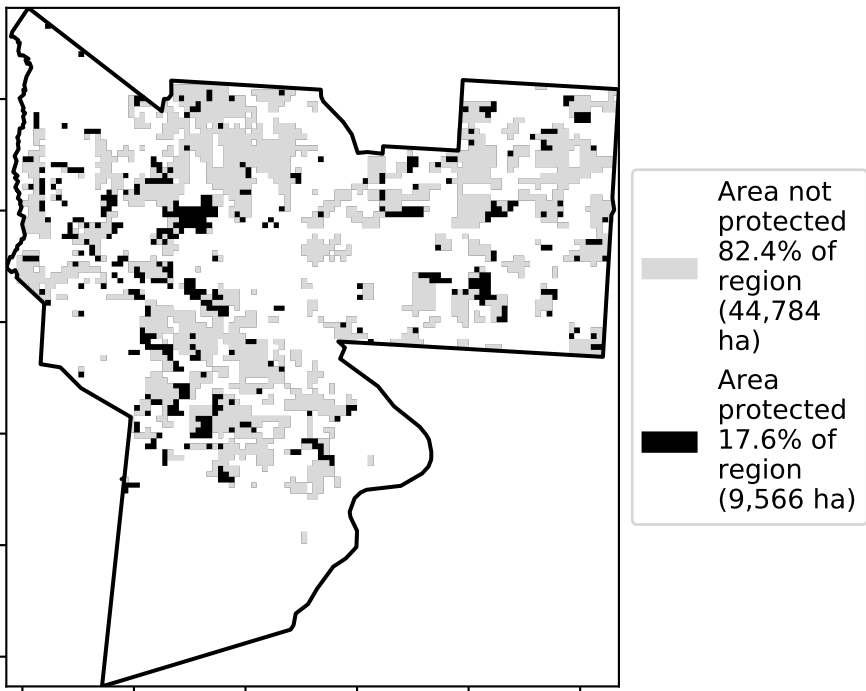 Area not
protected
82.4% of
region
(44,784
ha)
Area
protected
17.6% of
region
(9,566 ha)